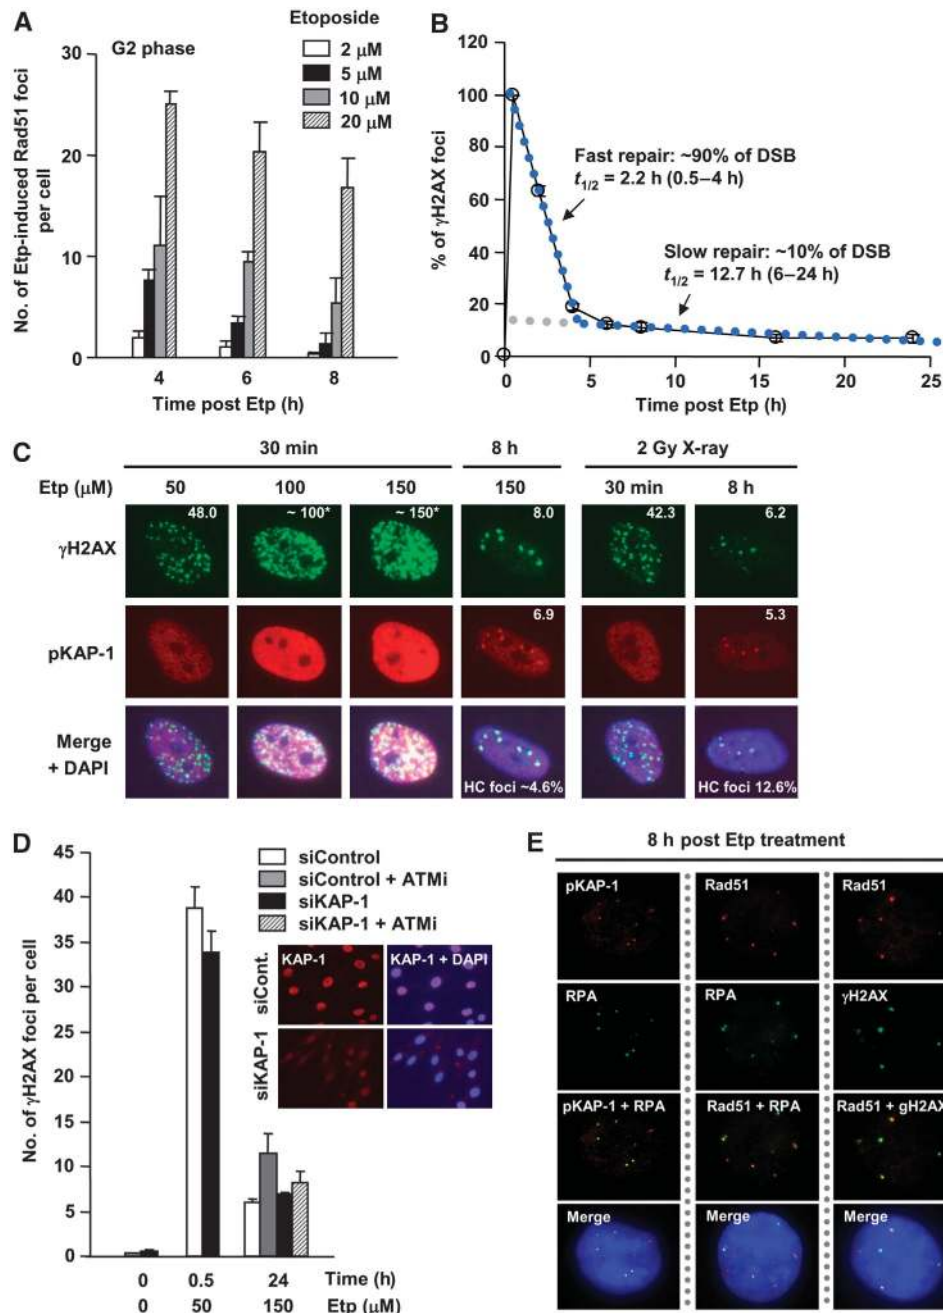 A
G2 phase
Etoposide
2 μM
5 μM
10 μM
20 μM
No. of Etp-induced Rad51 foci
per cell
30
20
10
0
4 6 8
Time post Etp (h)
B
% of γH2AX foci
120
100
80
60
40
20
0
Fast repair: ~90% of DSB
t1/2 = 2.2 h (0.5–4 h)
Slow repair: ~10% of DSB
t1/2 = 12.7 h (6–24 h)
0 5 10 15 20 25
Time post Etp (h)
C
30 min 8 h 2 Gy X-ray
Etp (μM) 50 100 150 150 30 min 8 h
γH2AX
48.0 ~ 100* ~ 150* 8.0 42.3 6.2
pKAP-1
6.9 5.3
Merge
+ DAPI
HC foci ~4.6% HC foci 12.6%
D
No. of γH2AX foci per cell
45
40
35
30
25
20
15
10
5
0
siControl
siControl + ATMi
siKAP-1
siKAP-1 + ATMi
siCont.
KAP-1 KAP-1 + DAPI
siKAP-1
0 0.5 24 Time (h)
0 50 150 Etp (μM)
E
8 h post Etp treatment
pKAP-1 Rad51 Rad51
RPA RPA γH2AX
pKAP-1 + RPA Rad51 + RPA Rad51 + gH2AX
Merge Merge Merge